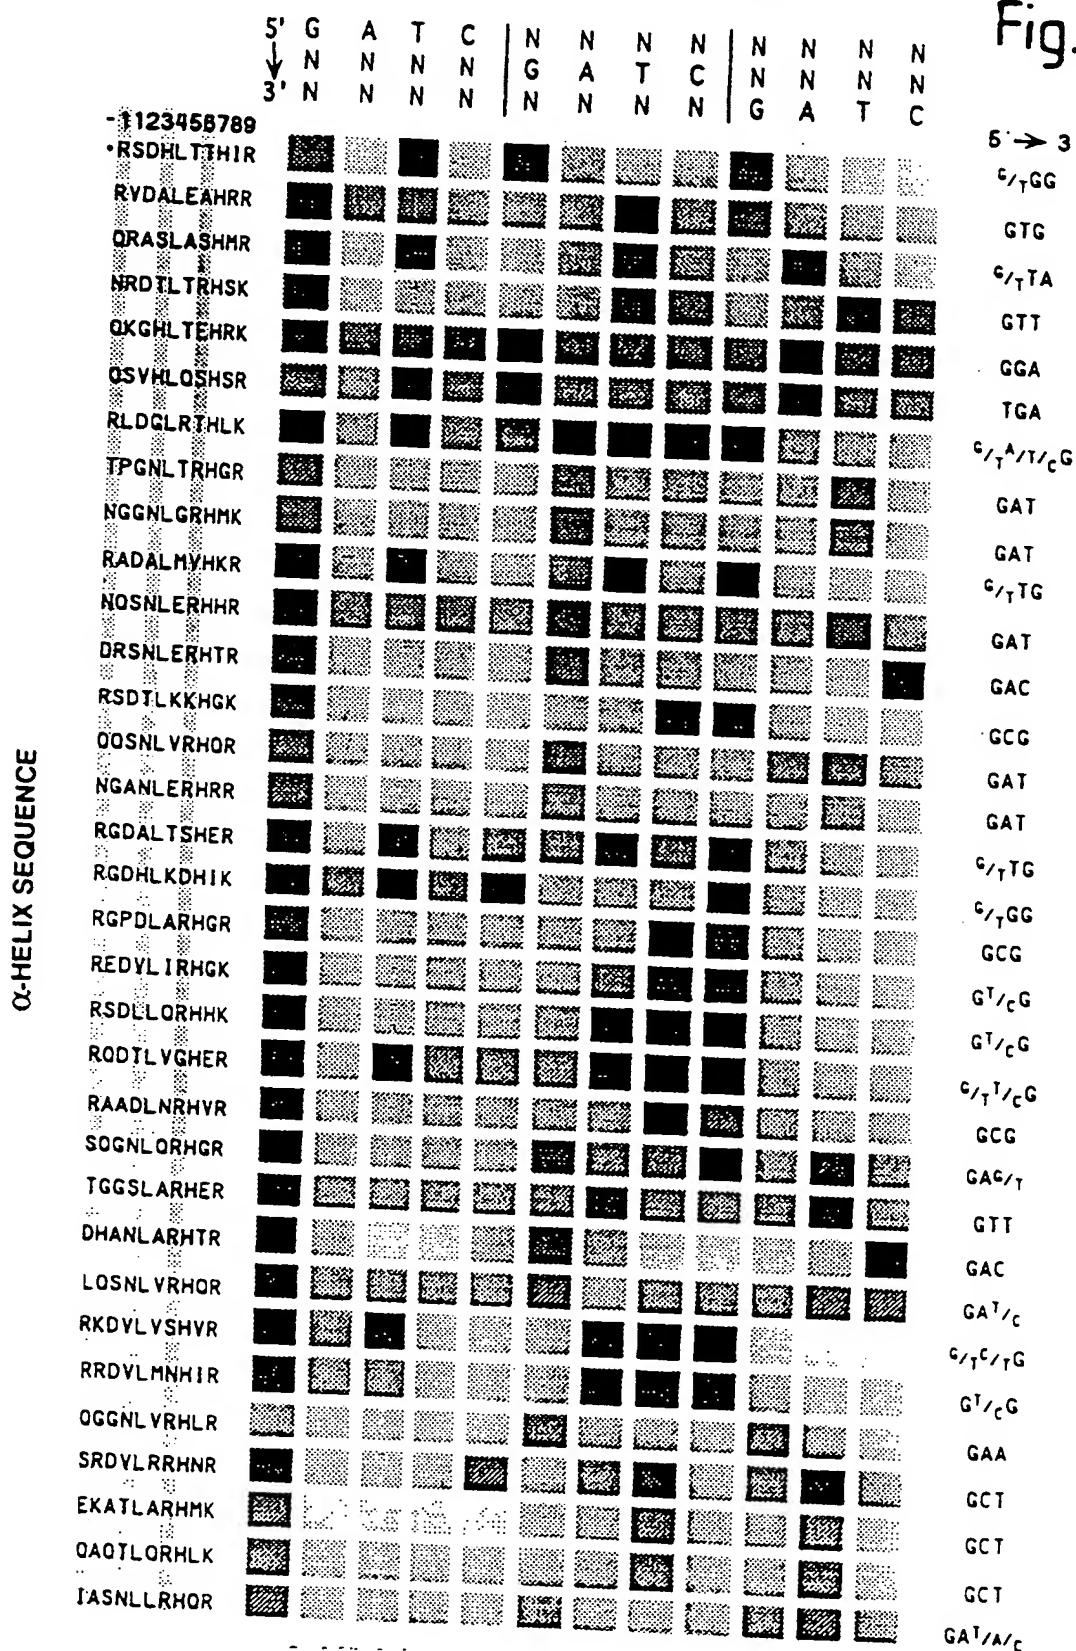 Fig.
5' G A T C N N N N N N N N
N N N N G A T C N N N N
3' N N N N N N N N G A T C
-1123456789
5' → 3
•RSDHLTTHIR G/TGG
RVDALEAHRR GTG
QRASLASHMR G/TTA
NRDTLTRHSK GTT
QKGHLTEHRK GGA
QSVHLQSHSR TGA
RLDGLRTHLK G/TA/T/CG
TPGNLTRHGR GAT
NGGNLGRHMK GAT
RADALMVHKR G/TTG
NQSNLERHHR GAT
DRSNLERHTR GAC
RSDTLKKHGK GCG
QQSNLVRHQR GAT
NGANLERHRR GAT
RGDALTSHER G/TTG
RGDHLKDHIK G/TGG
RGPDLARHGR GCG
REDVLIRHGK GT/CG
RSDLLQRHHK GT/CG
RQDTLVGHER G/TT/CG
RAADLNRHVR GCG
SQGNLQRHGR GAG/T
TGGSLARHER GTT
DHANLARHTR GAC
LQSNLVRHQR GAT/C
RKDVLVSHVR G/TC/TG
RRDVLMNHIR GT/CG
QGGNLVRHLR GAA
SRDVLRRHNR GCT
EKATLARHMK GCT
QAQTLQRHLK GCT
IASNLLRHQR GAT/A/C
α-HELIX SEQUENCE